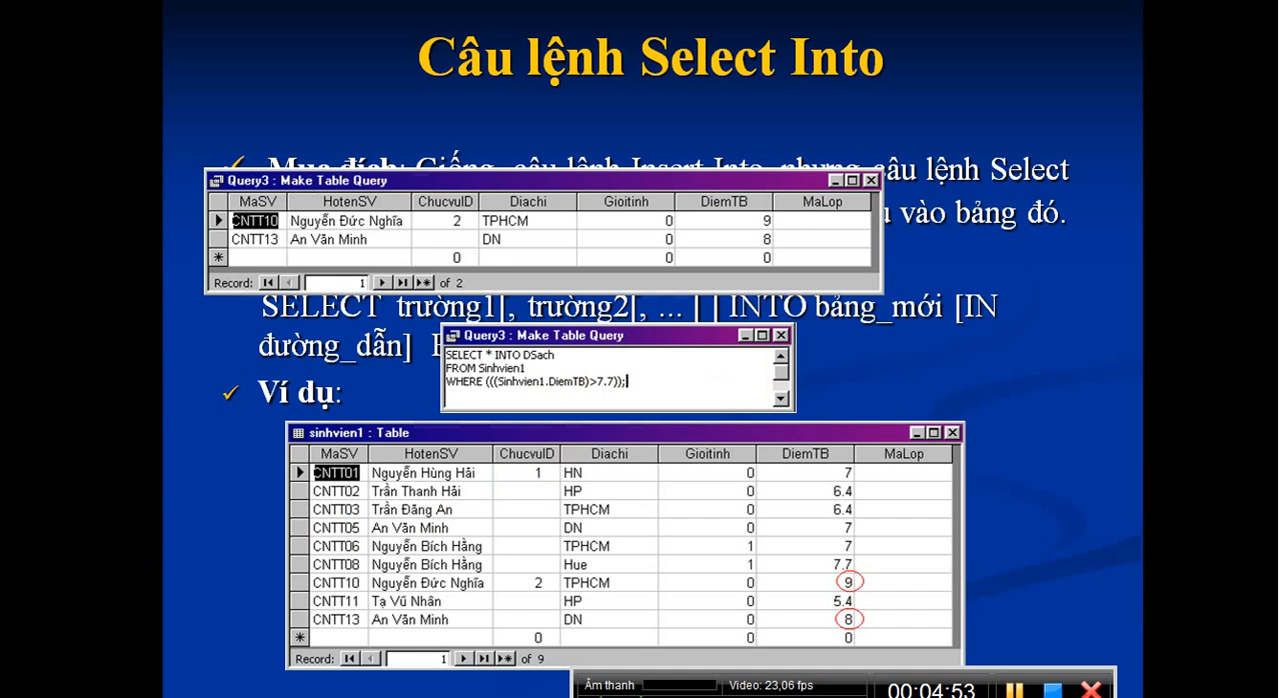 Câu lệnh Select Into
câu lệnh Select
vào bảng đó.
Query3 : Make Table Query
MaSV HotenSV ChucvuID Diachi Gioitinh DiemTB MaLop
CNTT10 Nguyễn Đức Nghĩa 2 TPHCM 0 9
CNTT13 An Văn Minh DN 0 8
0 0 0
Record: 1 of 2
SELECT trường1], trường2[, ... ] ] INTO bảng_mới [IN
đường_dẫn]
Query3 : Make Table Query
SELECT * INTO DSach
FROM Sinhvien1
WHERE (((Sinhvien1.DiemTB)>7.7));
Ví dụ:
sinhvien1 : Table
MaSV HotenSV ChucvuID Diachi Gioitinh DiemTB MaLop
CNTT01 Nguyễn Hùng Hải 1 HN 0 7
CNTT02 Trần Thanh Hải HP 0 6.4
CNTT03 Trần Đăng An TPHCM 0 6.4
CNTT05 An Văn Minh DN 0 7
CNTT06 Nguyễn Bích Hằng TPHCM 1 7
CNTT08 Nguyễn Bích Hằng Hue 1 7.7
CNTT10 Nguyễn Đức Nghĩa 2 TPHCM 0 9
CNTT11 Tạ Vũ Nhân HP 0 5.4
CNTT13 An Văn Minh DN 0 8
0 0 0
Record: 1 of 9
Âm thanh Video: 23,06 fps 00:04:53